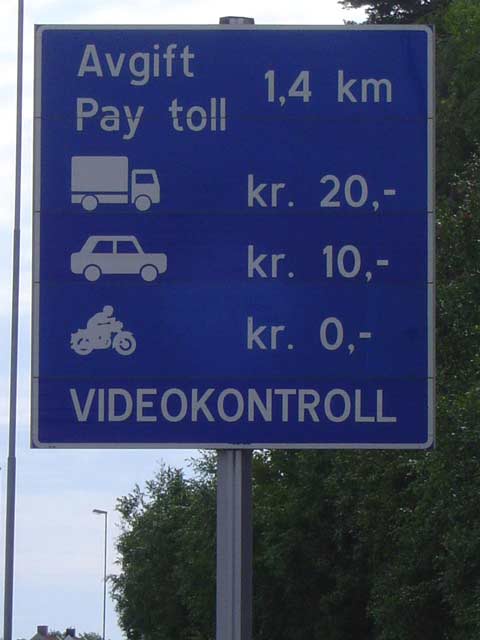 Avgift
Pay toll 1,4 km
kr. 20,-
kr. 10,-
kr. 0,-
VIDEOKONTROLL